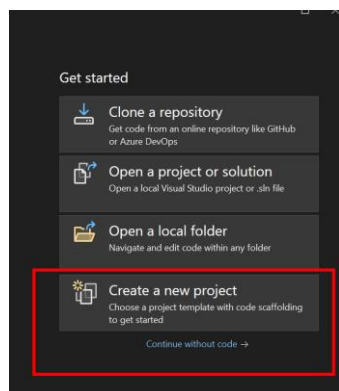 Get started
Clone a repository
Get code from an online repository like GitHub
or Azure DevOps
Open a project or solution
Open a local Visual Studio project or .sln file
Open a local folder
Navigate and edit code within any folder
Create a new project
Choose a project template with code scaffolding
to get started
Continue without code →